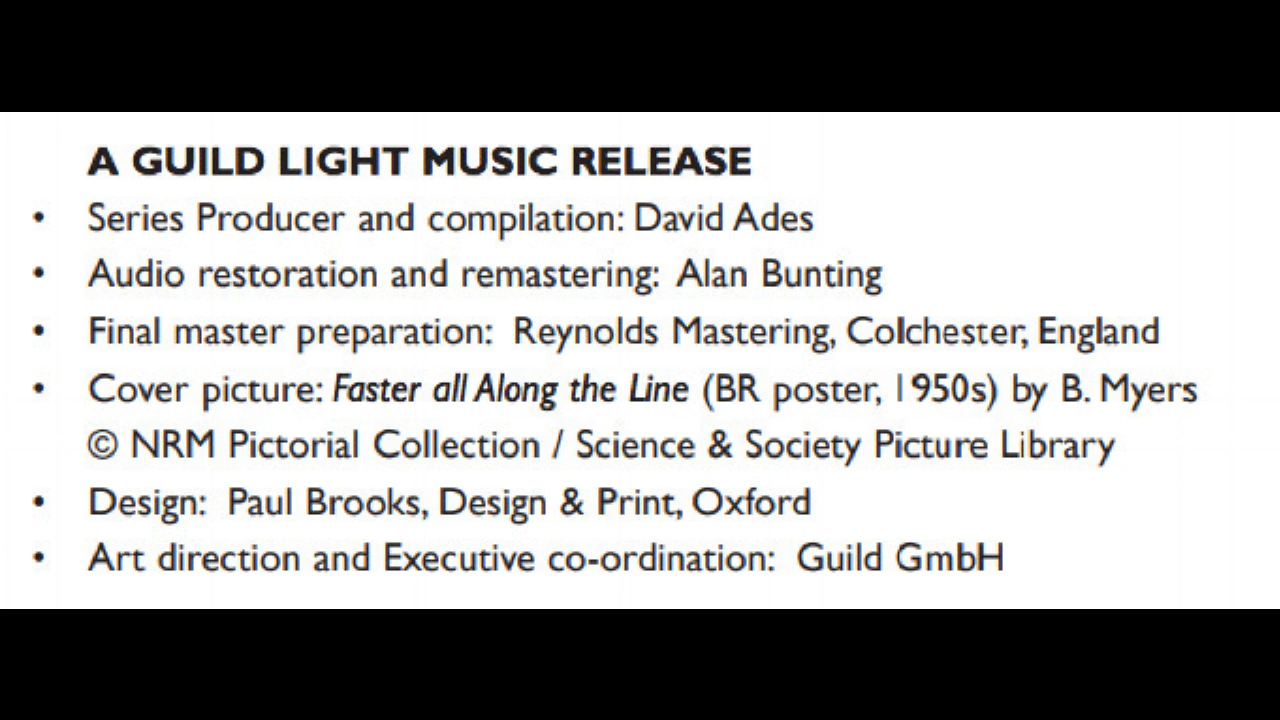 A GUILD LIGHT MUSIC RELEASE
• Series Producer and compilation: David Ades
• Audio restoration and remastering: Alan Bunting
• Final master preparation: Reynolds Mastering, Colchester, England
• Cover picture: Faster all Along the Line (BR poster, 1950s) by B. Myers
© NRM Pictorial Collection / Science & Society Picture Library
• Design: Paul Brooks, Design & Print, Oxford
• Art direction and Executive co-ordination: Guild GmbH